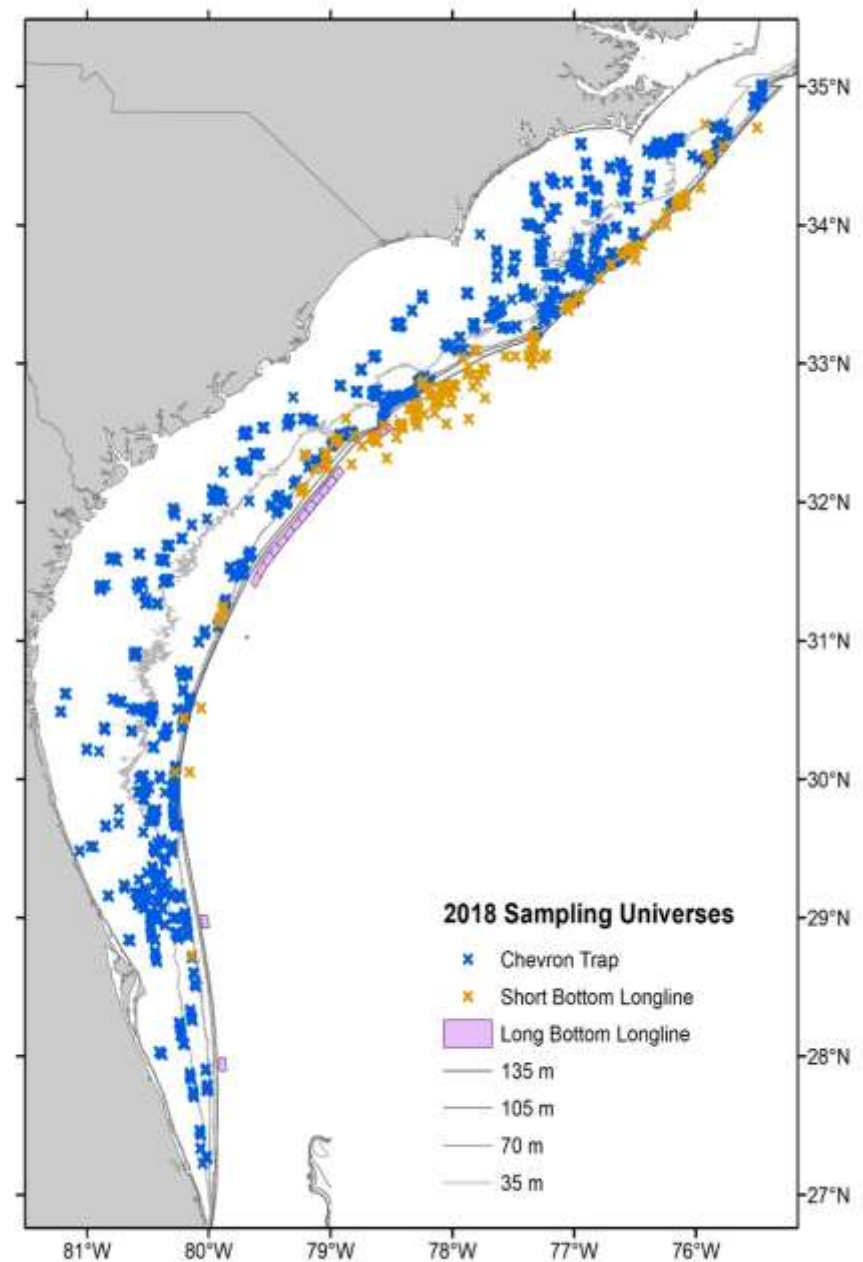 35°N
34°N
33°N
32°N
31°N
30°N
29°N
2018 Sampling Universes
Chevron Trap
Short Bottom Longline
Long Bottom Longline
28°N
135 m
105 m
70 m
35 m
27°N
81°W 80°W 79°W 78°W 77°W 76°W